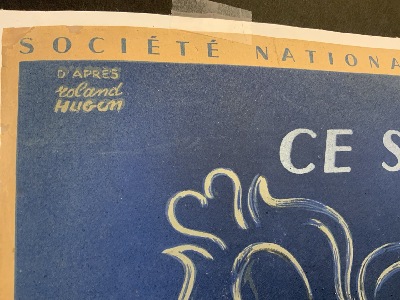 SOCIÉTÉ NATIONA
D'APRÈS
roland
HUGON
CE S